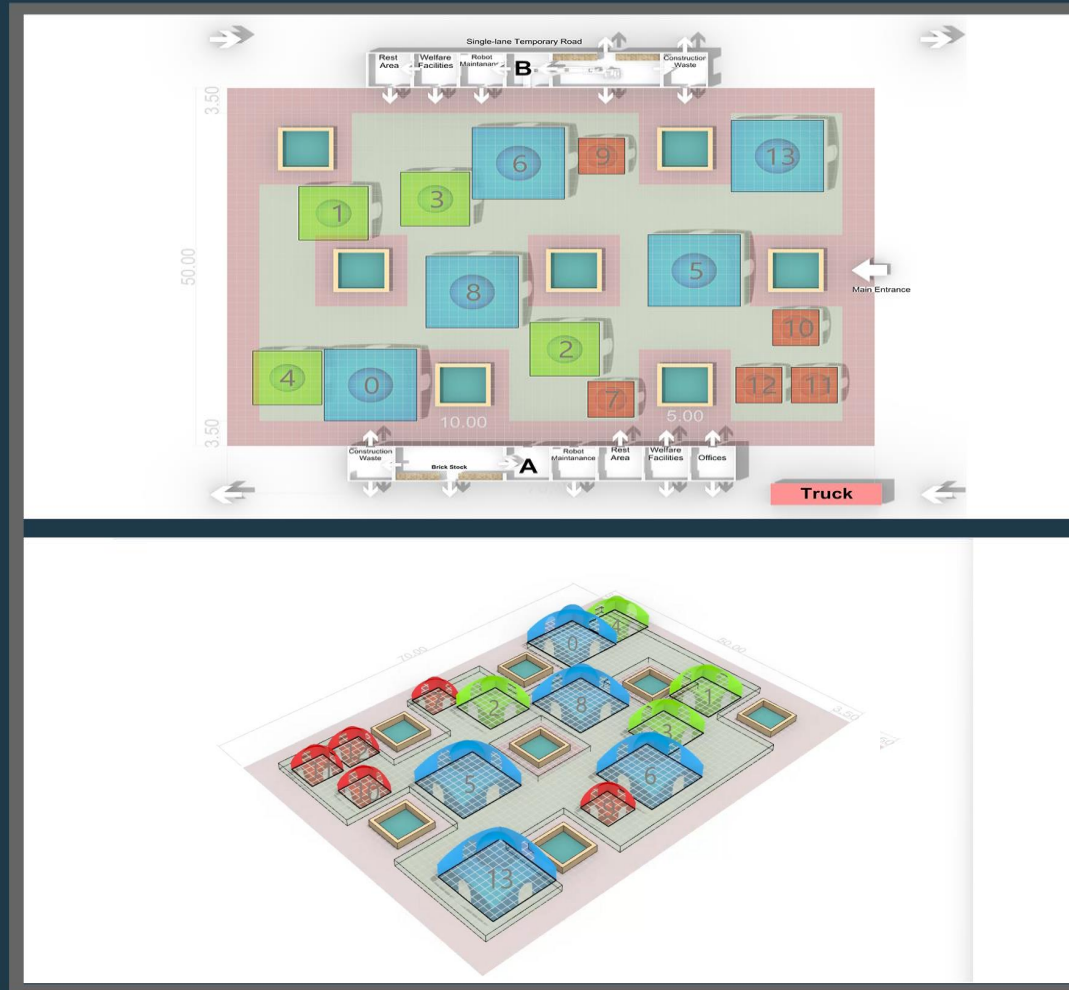 Single-lane Temporary Road
Rest
Area
Welfare
Facilities
Robot
Maintanance
B
Construction
Waste
3.50
6
9
13
3
1
50.00
5
8
Main Entrance
10
2
4
0
12
11
7
10.00
5.00
3.50
Construction
Waste
Brick Stock
A
Robot
Maintanance
Rest
Area
Welfare
Facilities
Offices
Truck
4
0
70.00
50.00
1
3.50
2
8
3
5
6
13